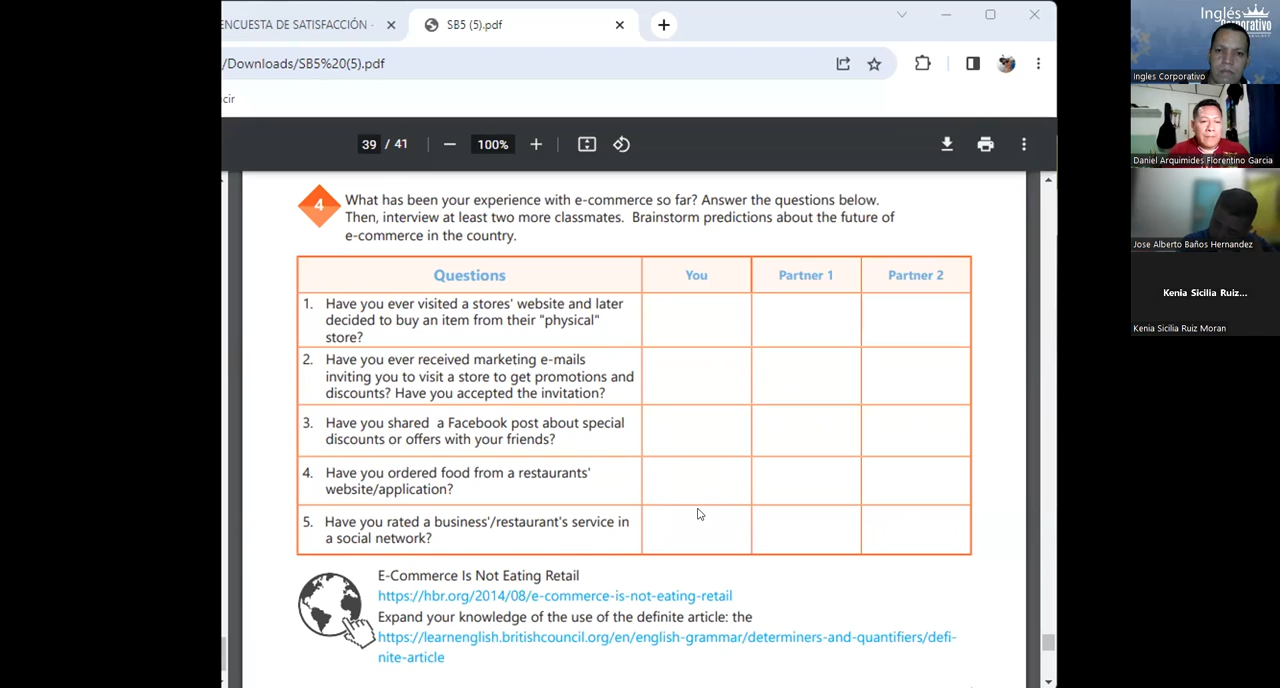 ENCUESTA DE SATISFACCIÓN -
SB5 (5).pdf
/Downloads/SB5%20(5).pdf
cir
39 / 41
100%
4
What has been your experience with e-commerce so far? Answer the questions below.
Then, interview at least two more classmates. Brainstorm predictions about the future of
e-commerce in the country.
Questions
You
Partner 1
Partner 2
1. Have you ever visited a stores' website and later
decided to buy an item from their "physical"
store?
2. Have you ever received marketing e-mails
inviting you to visit a store to get promotions and
discounts? Have you accepted the invitation?
3. Have you shared a Facebook post about special
discounts or offers with your friends?
4. Have you ordered food from a restaurants'
website/application?
5. Have you rated a business'/restaurant's service in
a social network?
E-Commerce Is Not Eating Retail
https://hbr.org/2014/08/e-commerce-is-not-eating-retail
Expand your knowledge of the use of the definite article: the
https://learnenglish.britishcouncil.org/en/english-grammar/determiners-and-quantifiers/defi-
nite-article
Inglés
Corporativo
Ingles Corporativo
Daniel Arquimides Florentino Garcia
Jose Alberto Baños Hernandez
Kenia Sicilia Ruiz...
Kenia Sicilia Ruiz Moran